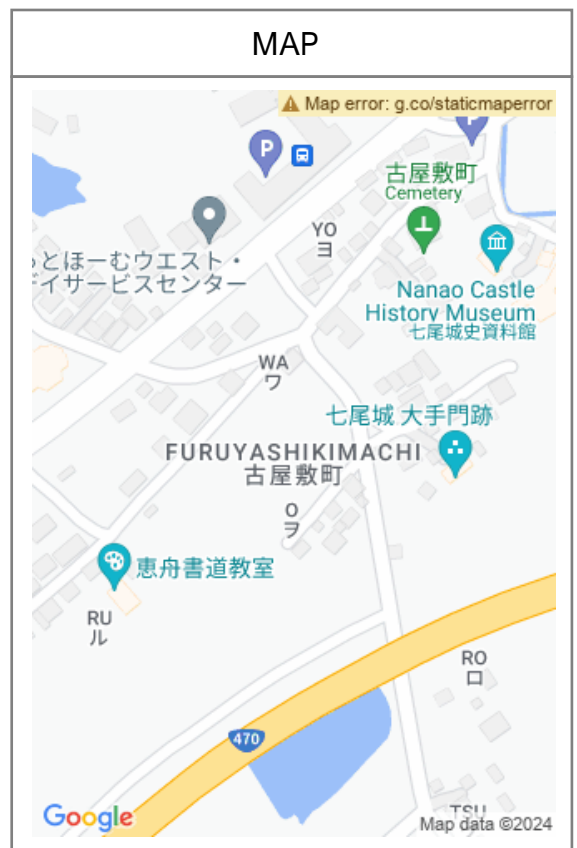 MAP
Map error: g.co/staticmaperror
P
P
古屋敷町
Cemetery
YO
ヨ
っとほーむウエスト・
デイサービスセンター
Nanao Castle
History Museum
七尾城史資料館
WA
ワ
七尾城 大手門跡
FURUYASHIKIMACHI
古屋敷町
O
ヲ
恵舟書道教室
RU
ル
RO
ロ
470
TSU
Google
Map data ©2024